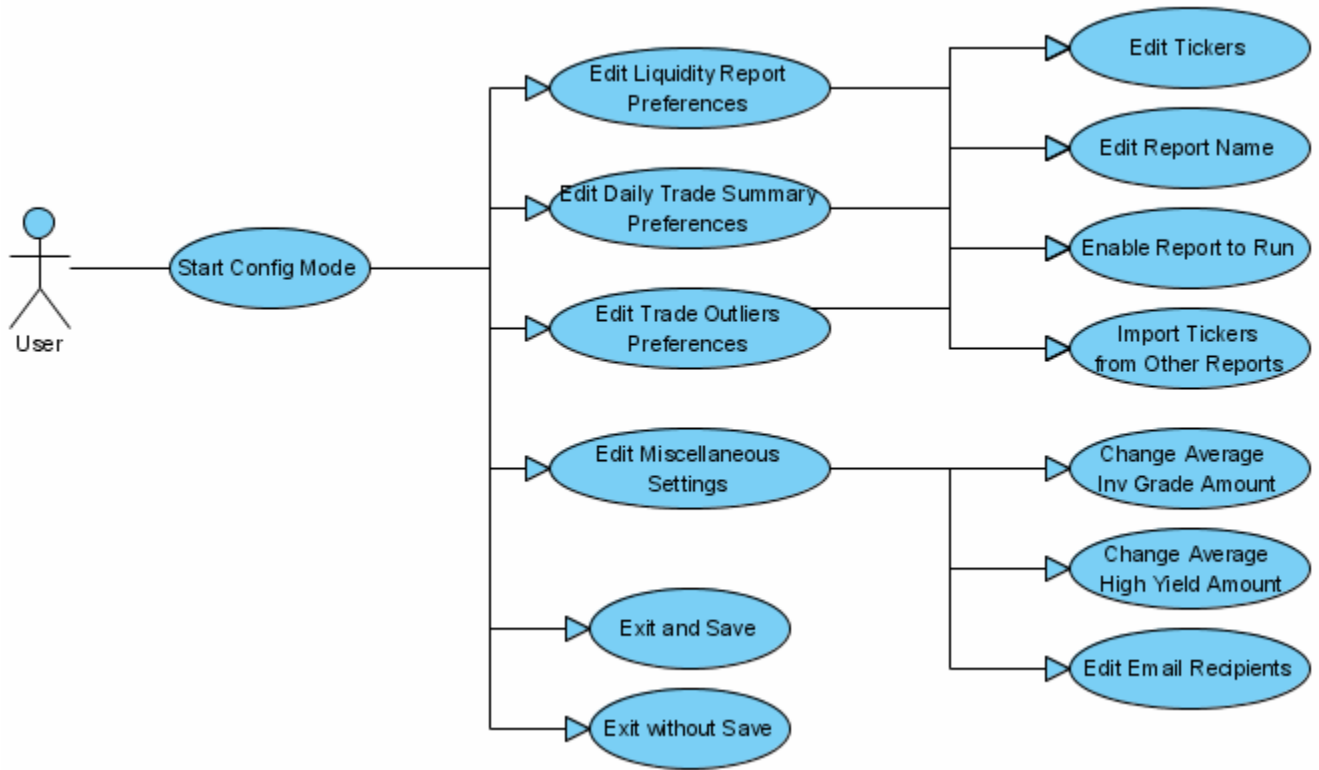 User
Start Config Mode
Edit Liquidity Report
Preferences
Edit Daily Trade Summary
Preferences
Edit Trade Outliers
Preferences
Edit Miscellaneous
Settings
Exit and Save
Exit without Save
Edit Tickers
Edit Report Name
Enable Report to Run
Import Tickers
from Other Reports
Change Average
Inv Grade Amount
Change Average
High Yield Amount
Edit Email Recipients